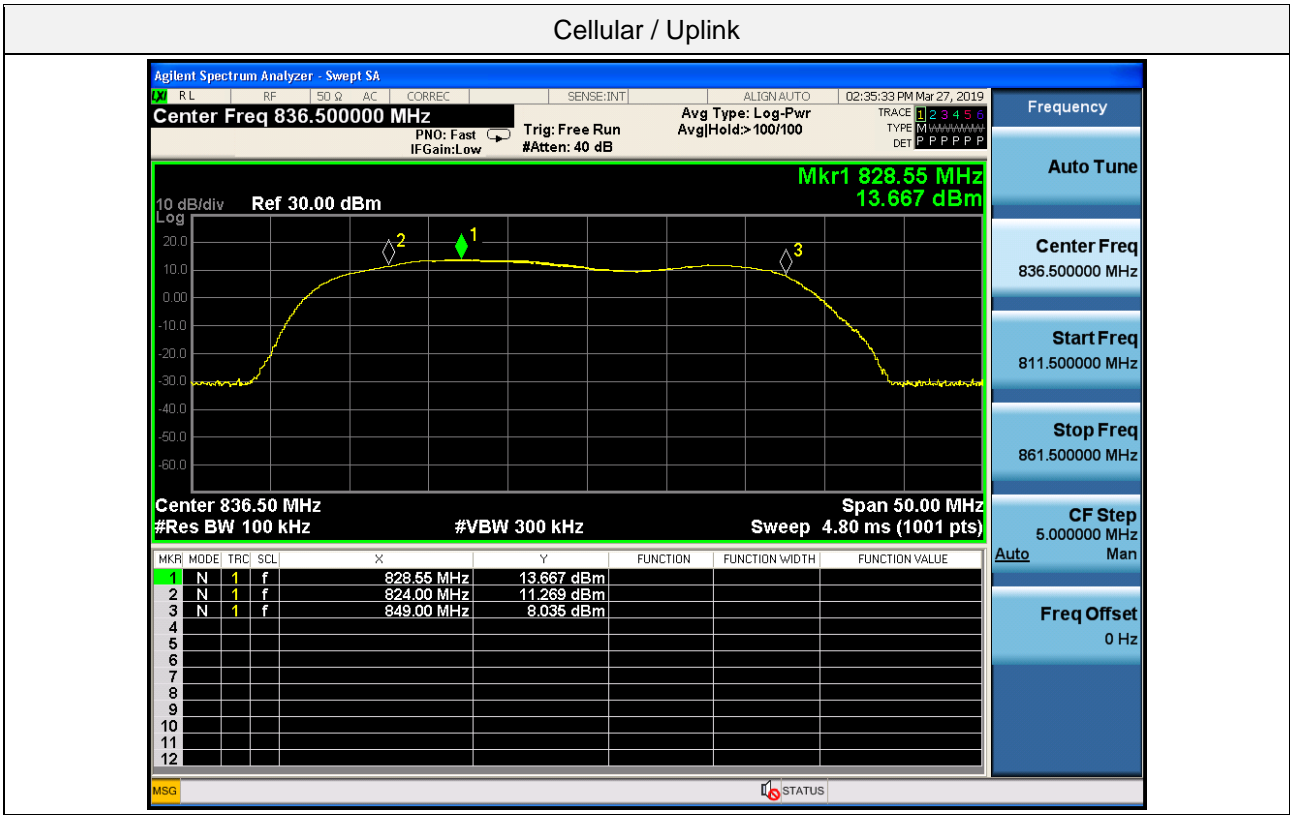 Cellular / Uplink
Agilent Spectrum Analyzer - Swept SA
LXI RL RF 50 Ω AC CORREC SENSE:INT ALIGN AUTO 02:35:33 PM Mar 27, 2019
Center Freq 836.500000 MHz
PNO: Fast
IFGain:Low
Trig: Free Run
#Atten: 40 dB
Avg Type: Log-Pwr
Avg|Hold:>100/100
TRACE 1 2 3 4 5 6
TYPE M WWWWW
DET P P P P P P
Mkr1 828.55 MHz
13.667 dBm
10 dB/div Ref 30.00 dBm
Log
20.0
10.0
0.00
-10.0
-20.0
-30.0
-40.0
-50.0
-60.0
2
1
3
Center 836.50 MHz Span 50.00 MHz
#Res BW 100 kHz #VBW 300 kHz Sweep 4.80 ms (1001 pts)
MKR MODE TRC SCL X Y FUNCTION FUNCTION WIDTH FUNCTION VALUE
1 N 1 f 828.55 MHz 13.667 dBm
2 N 1 f 824.00 MHz 11.269 dBm
3 N 1 f 849.00 MHz 8.035 dBm
4
5
6
7
8
9
10
11
12
MSG STATUS
Frequency
Auto Tune
Center Freq
836.500000 MHz
Start Freq
811.500000 MHz
Stop Freq
861.500000 MHz
CF Step
5.000000 MHz
Auto Man
Freq Offset
0 Hz